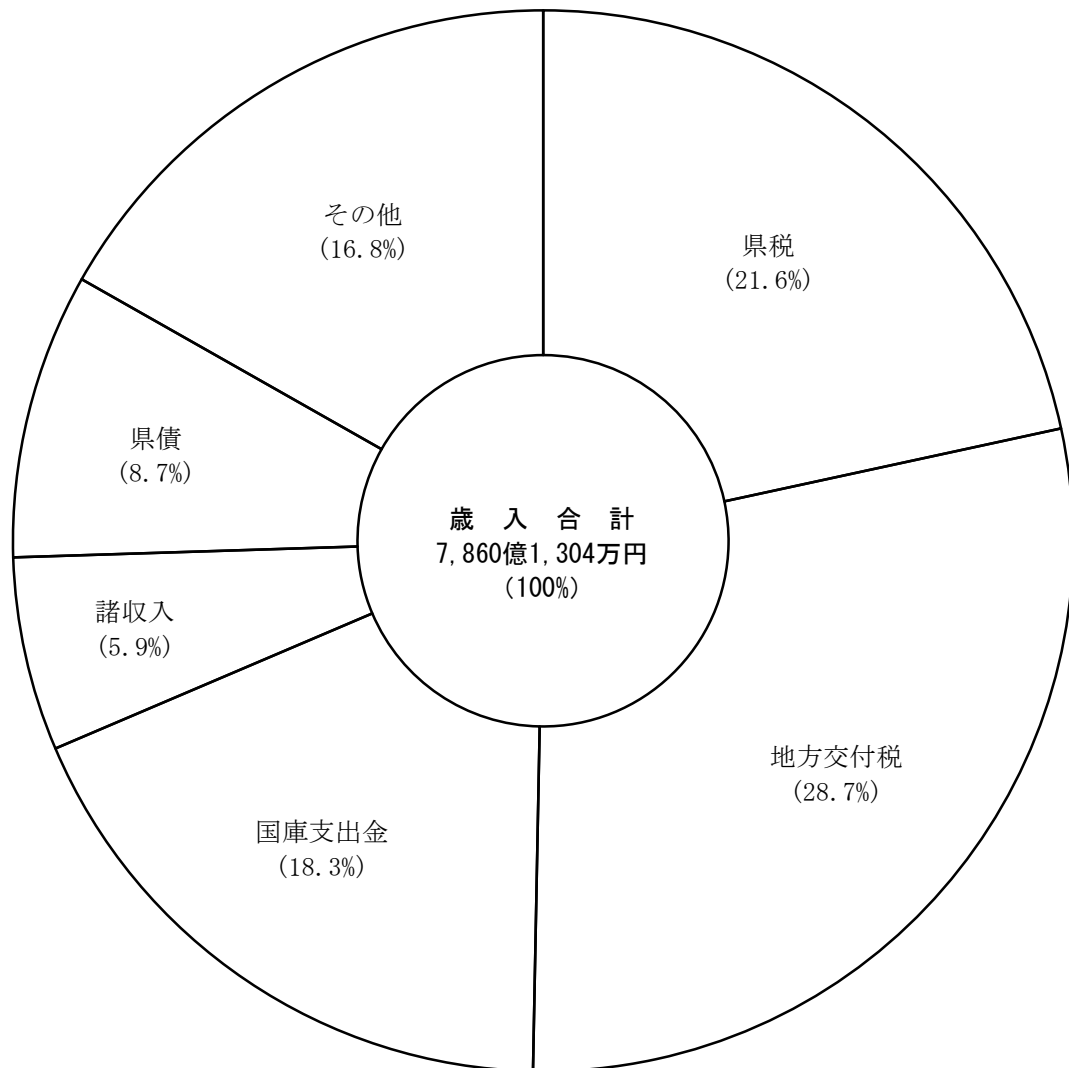 その他
(16.8%)
県税
(21.6%)
県債
(8.7%)
歳 入 合 計
7,860億1,304万円
(100%)
諸収入
(5.9%)
地方交付税
(28.7%)
国庫支出金
(18.3%)